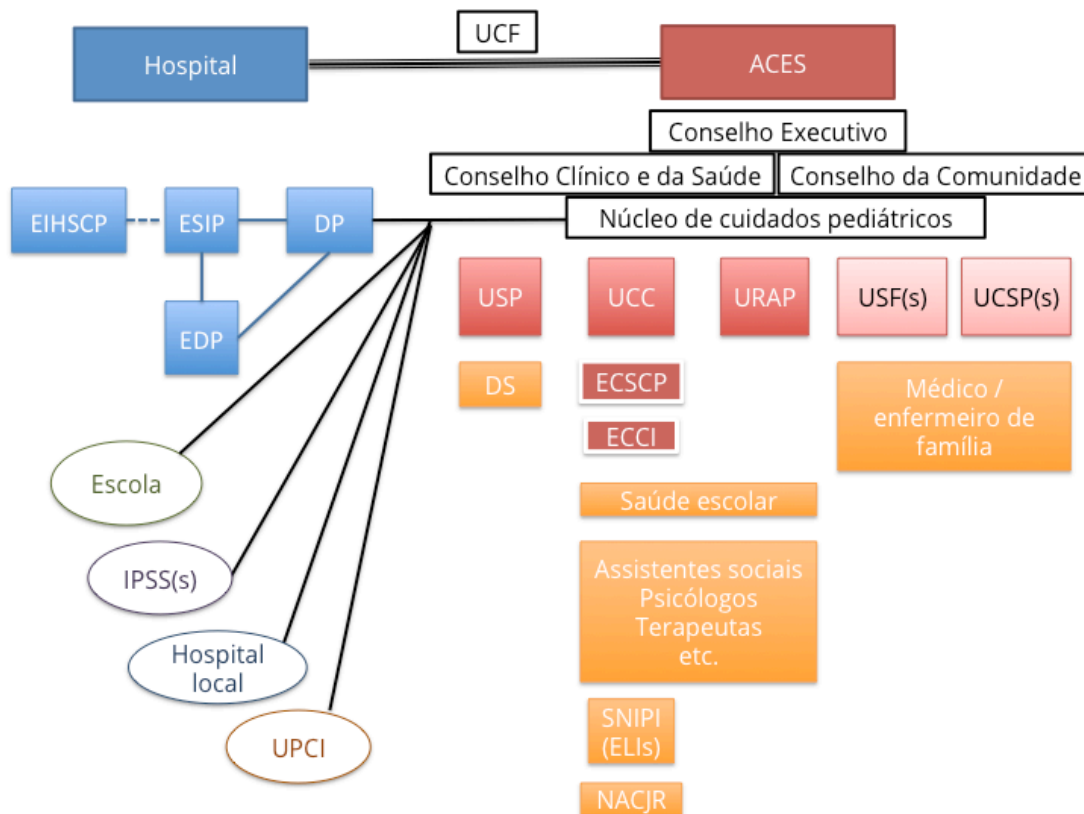 UCF
Hospital
ACES
Conselho Executivo
Conselho Clínico e da Saúde
Conselho da Comunidade
EIHSCP
ESIP
DP
Núcleo de cuidados pediátricos
EDP
USP
UCC
URAP
USF(s)
UCSP(s)
DS
ECSCP
ECCI
Médico /
enfermeiro de
família
Escola
Saúde escolar
IPSS(s)
Assistentes sociais
Psicólogos
Terapeutas
etc.
Hospital
local
UPCI
SNIPI
(ELIs)
NACJR